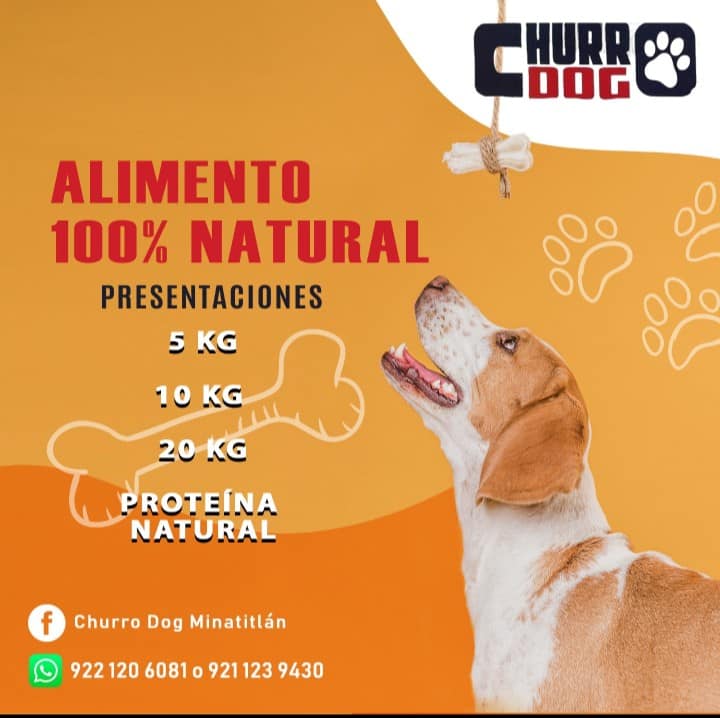 CHURRO
DOG
ALIMENTO
100% NATURAL
PRESENTACIONES
5 KG
10 KG
20 KG
PROTEÍNA
NATURAL
Churro Dog Minatitlán
922 120 6081 o 921 123 9430